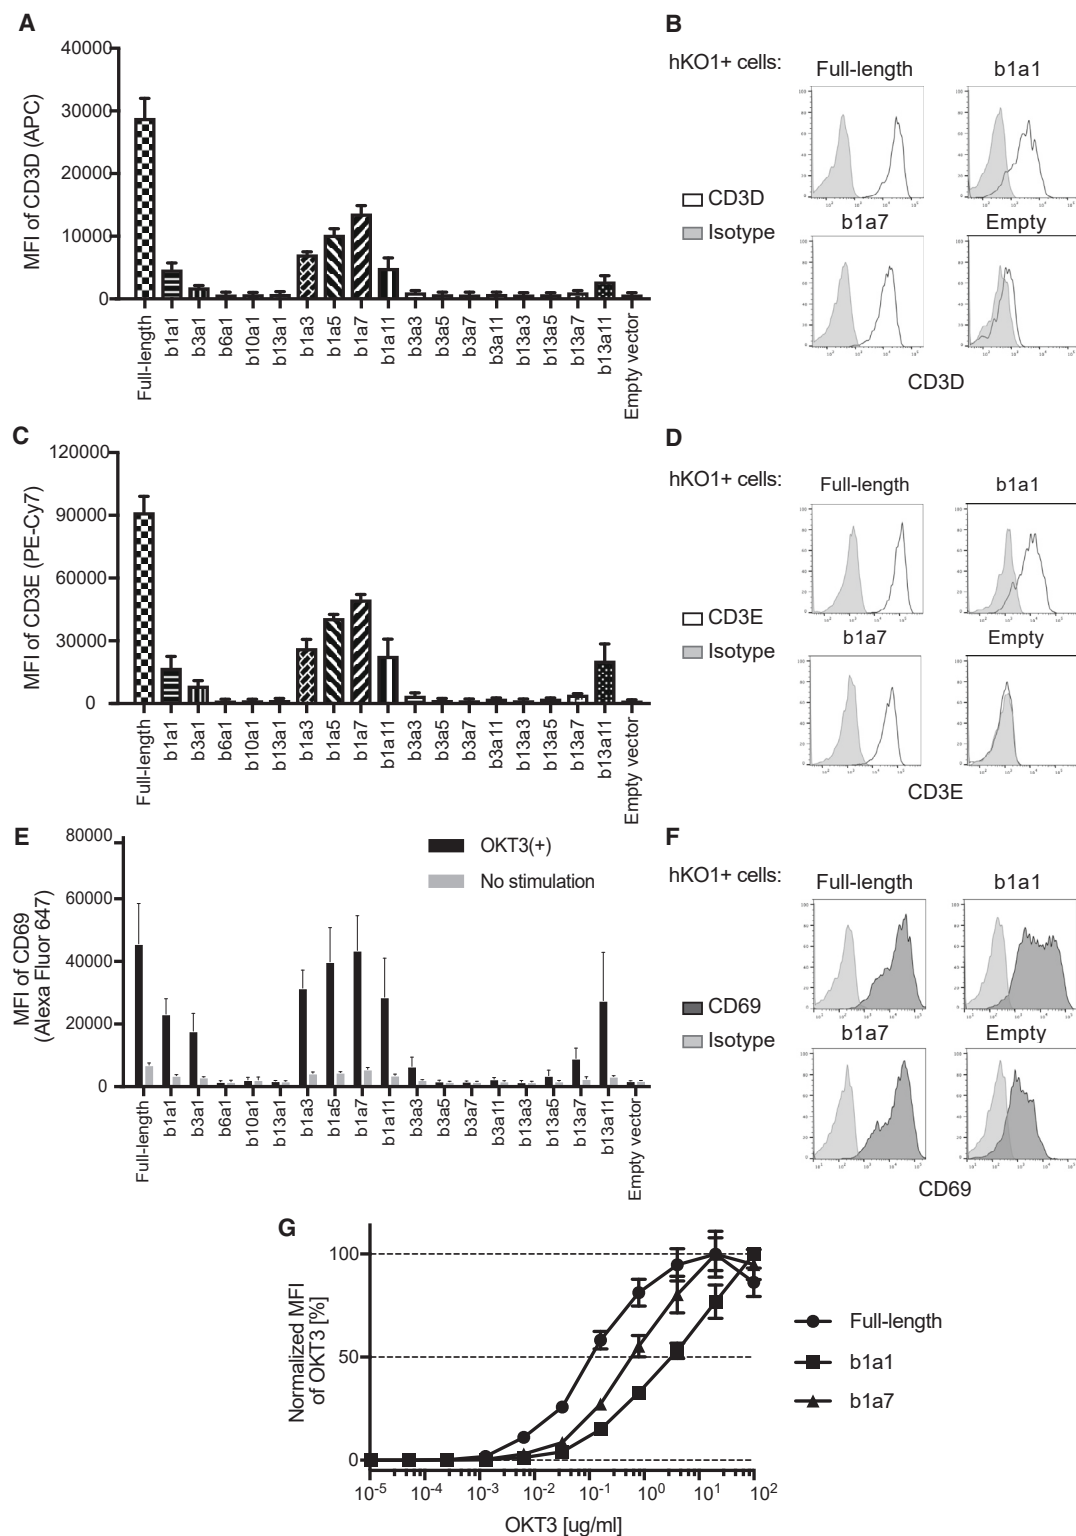 A
MFI of CD3D (APC)
40000
30000
20000
10000
0
Full-length
b1a1
b3a1
b6a1
b10a1
b13a1
b1a3
b1a5
b1a7
b1a11
b3a3
b3a5
b3a7
b3a11
b13a3
b13a5
b13a7
b13a11
Empty vector
B
hKO1+ cells:
Full-length
b1a1
CD3D
Isotype
b1a7
Empty
CD3D
C
MFI of CD3E (PE-Cy7)
120000
90000
60000
30000
0
Full-length
b1a1
b3a1
b6a1
b10a1
b13a1
b1a3
b1a5
b1a7
b1a11
b3a3
b3a5
b3a7
b3a11
b13a3
b13a5
b13a7
b13a11
Empty vector
D
hKO1+ cells:
Full-length
b1a1
CD3E
Isotype
b1a7
Empty
CD3E
E
MFI of CD69
(Alexa Fluor 647)
80000
60000
40000
20000
0
OKT3(+)
No stimulation
Full-length
b1a1
b3a1
b6a1
b10a1
b13a1
b1a3
b1a5
b1a7
b1a11
b3a3
b3a5
b3a7
b3a11
b13a3
b13a5
b13a7
b13a11
Empty vector
F
hKO1+ cells:
Full-length
b1a1
CD69
Isotype
b1a7
Empty
CD69
G
Normalized MFI
of OKT3 [%]
100
50
0
10⁻⁵ 10⁻⁴ 10⁻³ 10⁻² 10⁻¹ 10⁰ 10¹ 10²
OKT3 [ug/ml]
Full-length
b1a1
b1a7